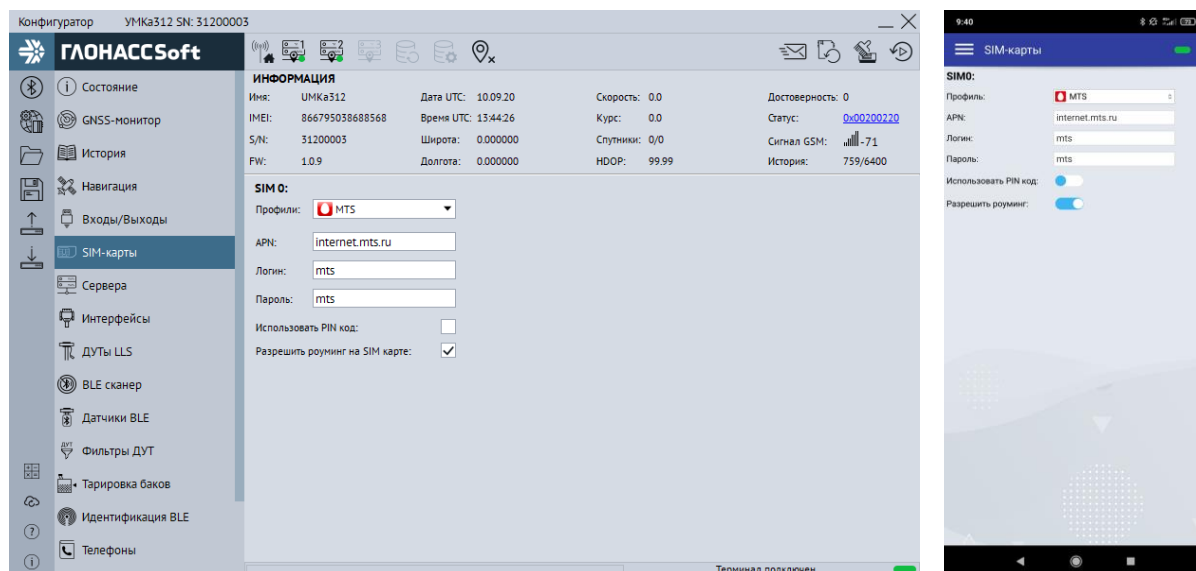 Конфигуратор УМКа312 SN: 31200003
ГЛОНАССSoft
1 2 3
Состояние
GNSS-монитор
История
Навигация
Входы/Выходы
SIM-карты
Сервера
Интерфейсы
ДУТы LLS
BLE сканер
Датчики BLE
Фильтры ДУТ
Тарировка баков
Идентификация BLE
Телефоны
ИНФОРМАЦИЯ
Имя: УМКа312 Дата UTC: 10.09.20 Скорость: 0.0 Достоверность: 0
IMEI: 866795038688568 Время UTC: 13:44:26 Курс: 0.0 Статус: 0x00200220
S/N: 31200003 Широта: 0.000000 Спутники: 0/0 Сигнал GSM: -71
FW: 1.0.9 Долгота: 0.000000 HDOP: 99.99 История: 759/6400
SIM 0:
Профили: MTS
APN: internet.mts.ru
Логин: mts
Пароль: mts
Использовать PIN код:
Разрешить роуминг на SIM карте:
Терминал подключен
9:40
SIM-карты
SIM0:
Профиль: MTS
APN: internet.mts.ru
Логин: mts
Пароль: mts
Использовать PIN код:
Разрешить роуминг: